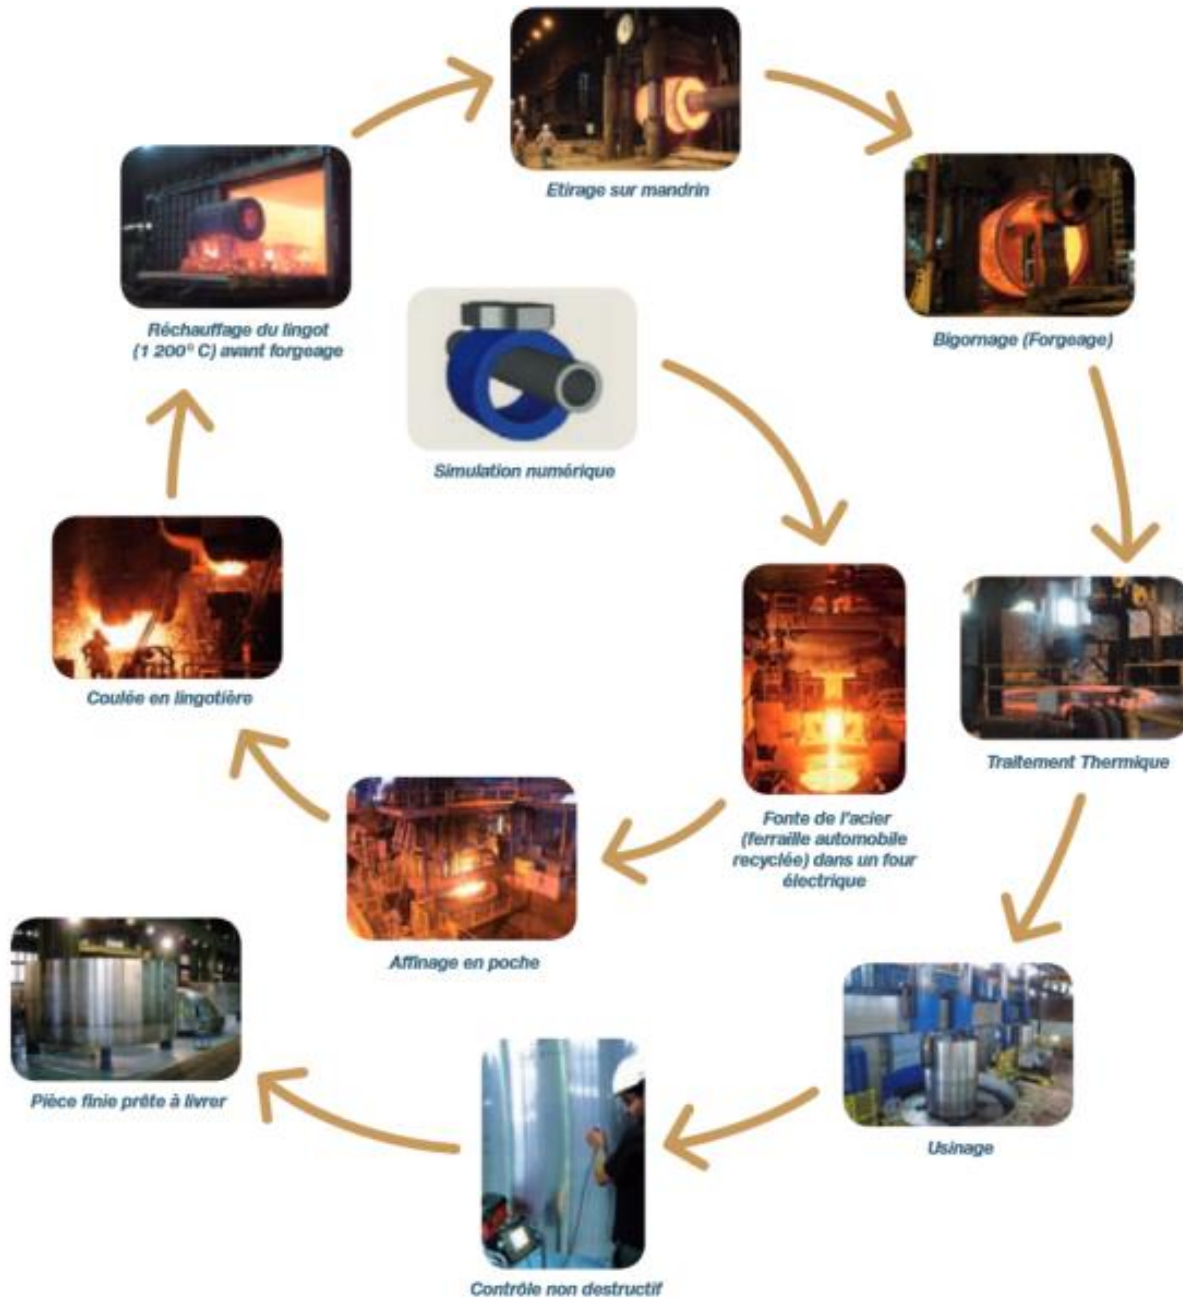 Etirage sur mandrin
Réchauffage du lingot
(1 200° C) avant forgeage
Bigornage (Forgeage)
Simulation numérique
Coulée en lingotière
Traitement Thermique
Fonte de l'acier
(ferraille automobile
recyclée) dans un four
électrique
Affinage en poche
Pièce finie prête à livrer
Usinage
Contrôle non destructif